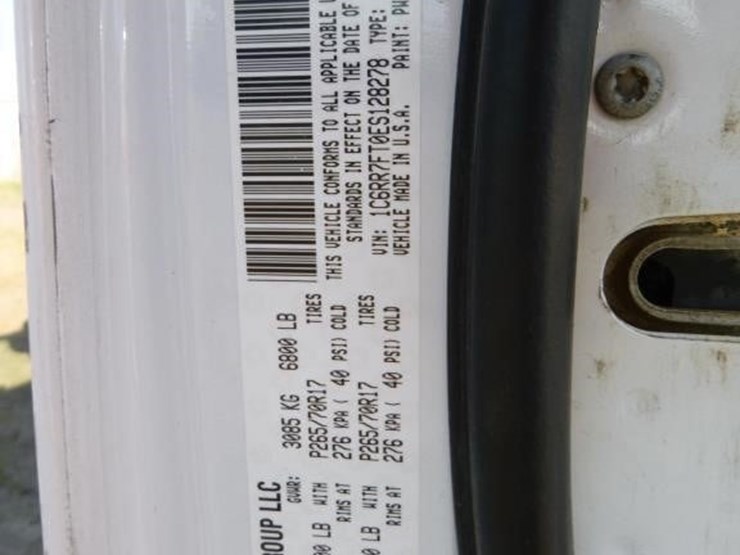 OUP LLC
GVWR: 3085 KG 6800 LB
LB WITH P265/70R17 TIRES
RIMS AT 276 KPA ( 40 PSI) COLD
LB WITH P265/70R17 TIRES
RIMS AT 276 KPA ( 40 PSI) COLD
THIS VEHICLE CONFORMS TO ALL APPLICABLE
STANDARDS IN EFFECT ON THE DATE OF
VIN: 1C6RR7FT0ES128278 TYPE:
VEHICLE MADE IN U.S.A. PAINT: PW